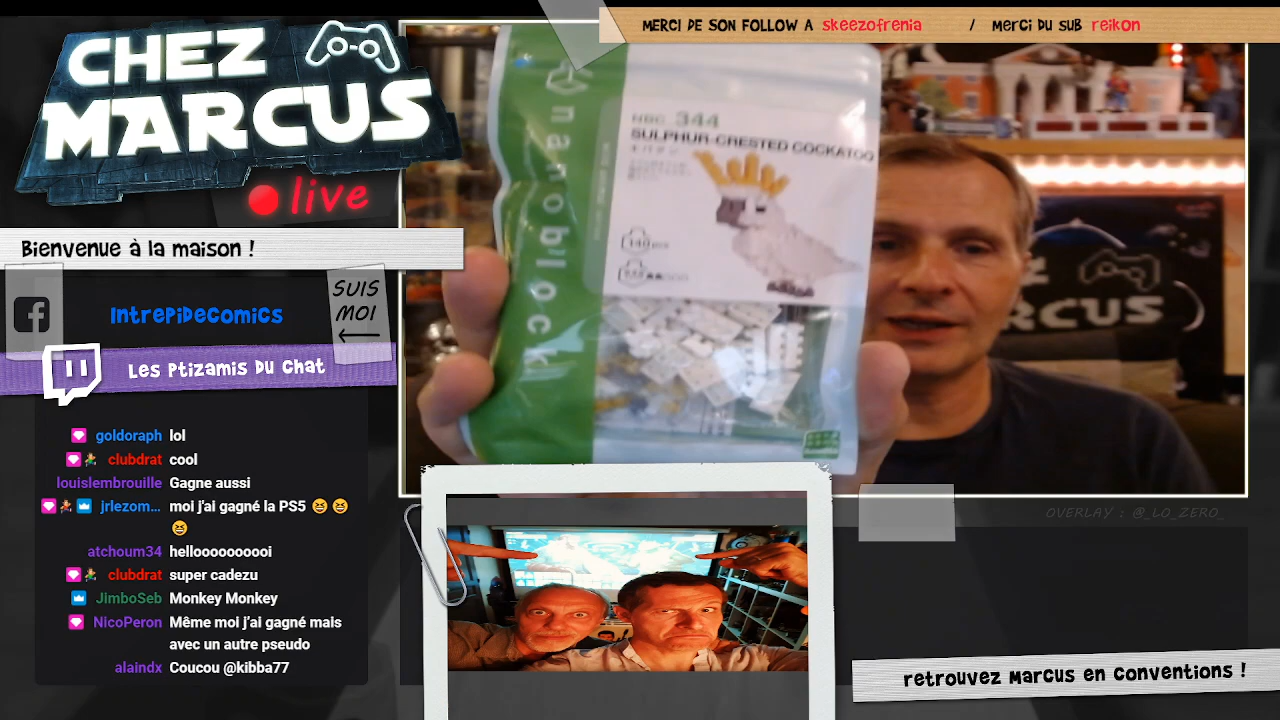 MERCI DE SON FOLLOW A skeezofrenia / Merci du sub reikon
CHEZ
MARCUS
live
Bienvenue à la maison !
SUIS
MOI
IntrepideComics
Les Ptizamis Du Chat
goldoraph lol
clubdrat cool
louislembrouille Gagne aussi
jrlezom... moi j'ai gagné la PS5 😆 😆
😆
atchoum34 helloooooooooi
clubdrat super cadezu
JimboSeb Monkey Monkey
NicoPeron Même moi j'ai gagné mais
avec un autre pseudo
alaindx Coucou @kibba77
nanoblock
NBC 344
SULPHUR-CRESTED COCKATOO
RCUS
OVERLAY : @_LO_ZERO_
retrouvez Marcus en conventions !